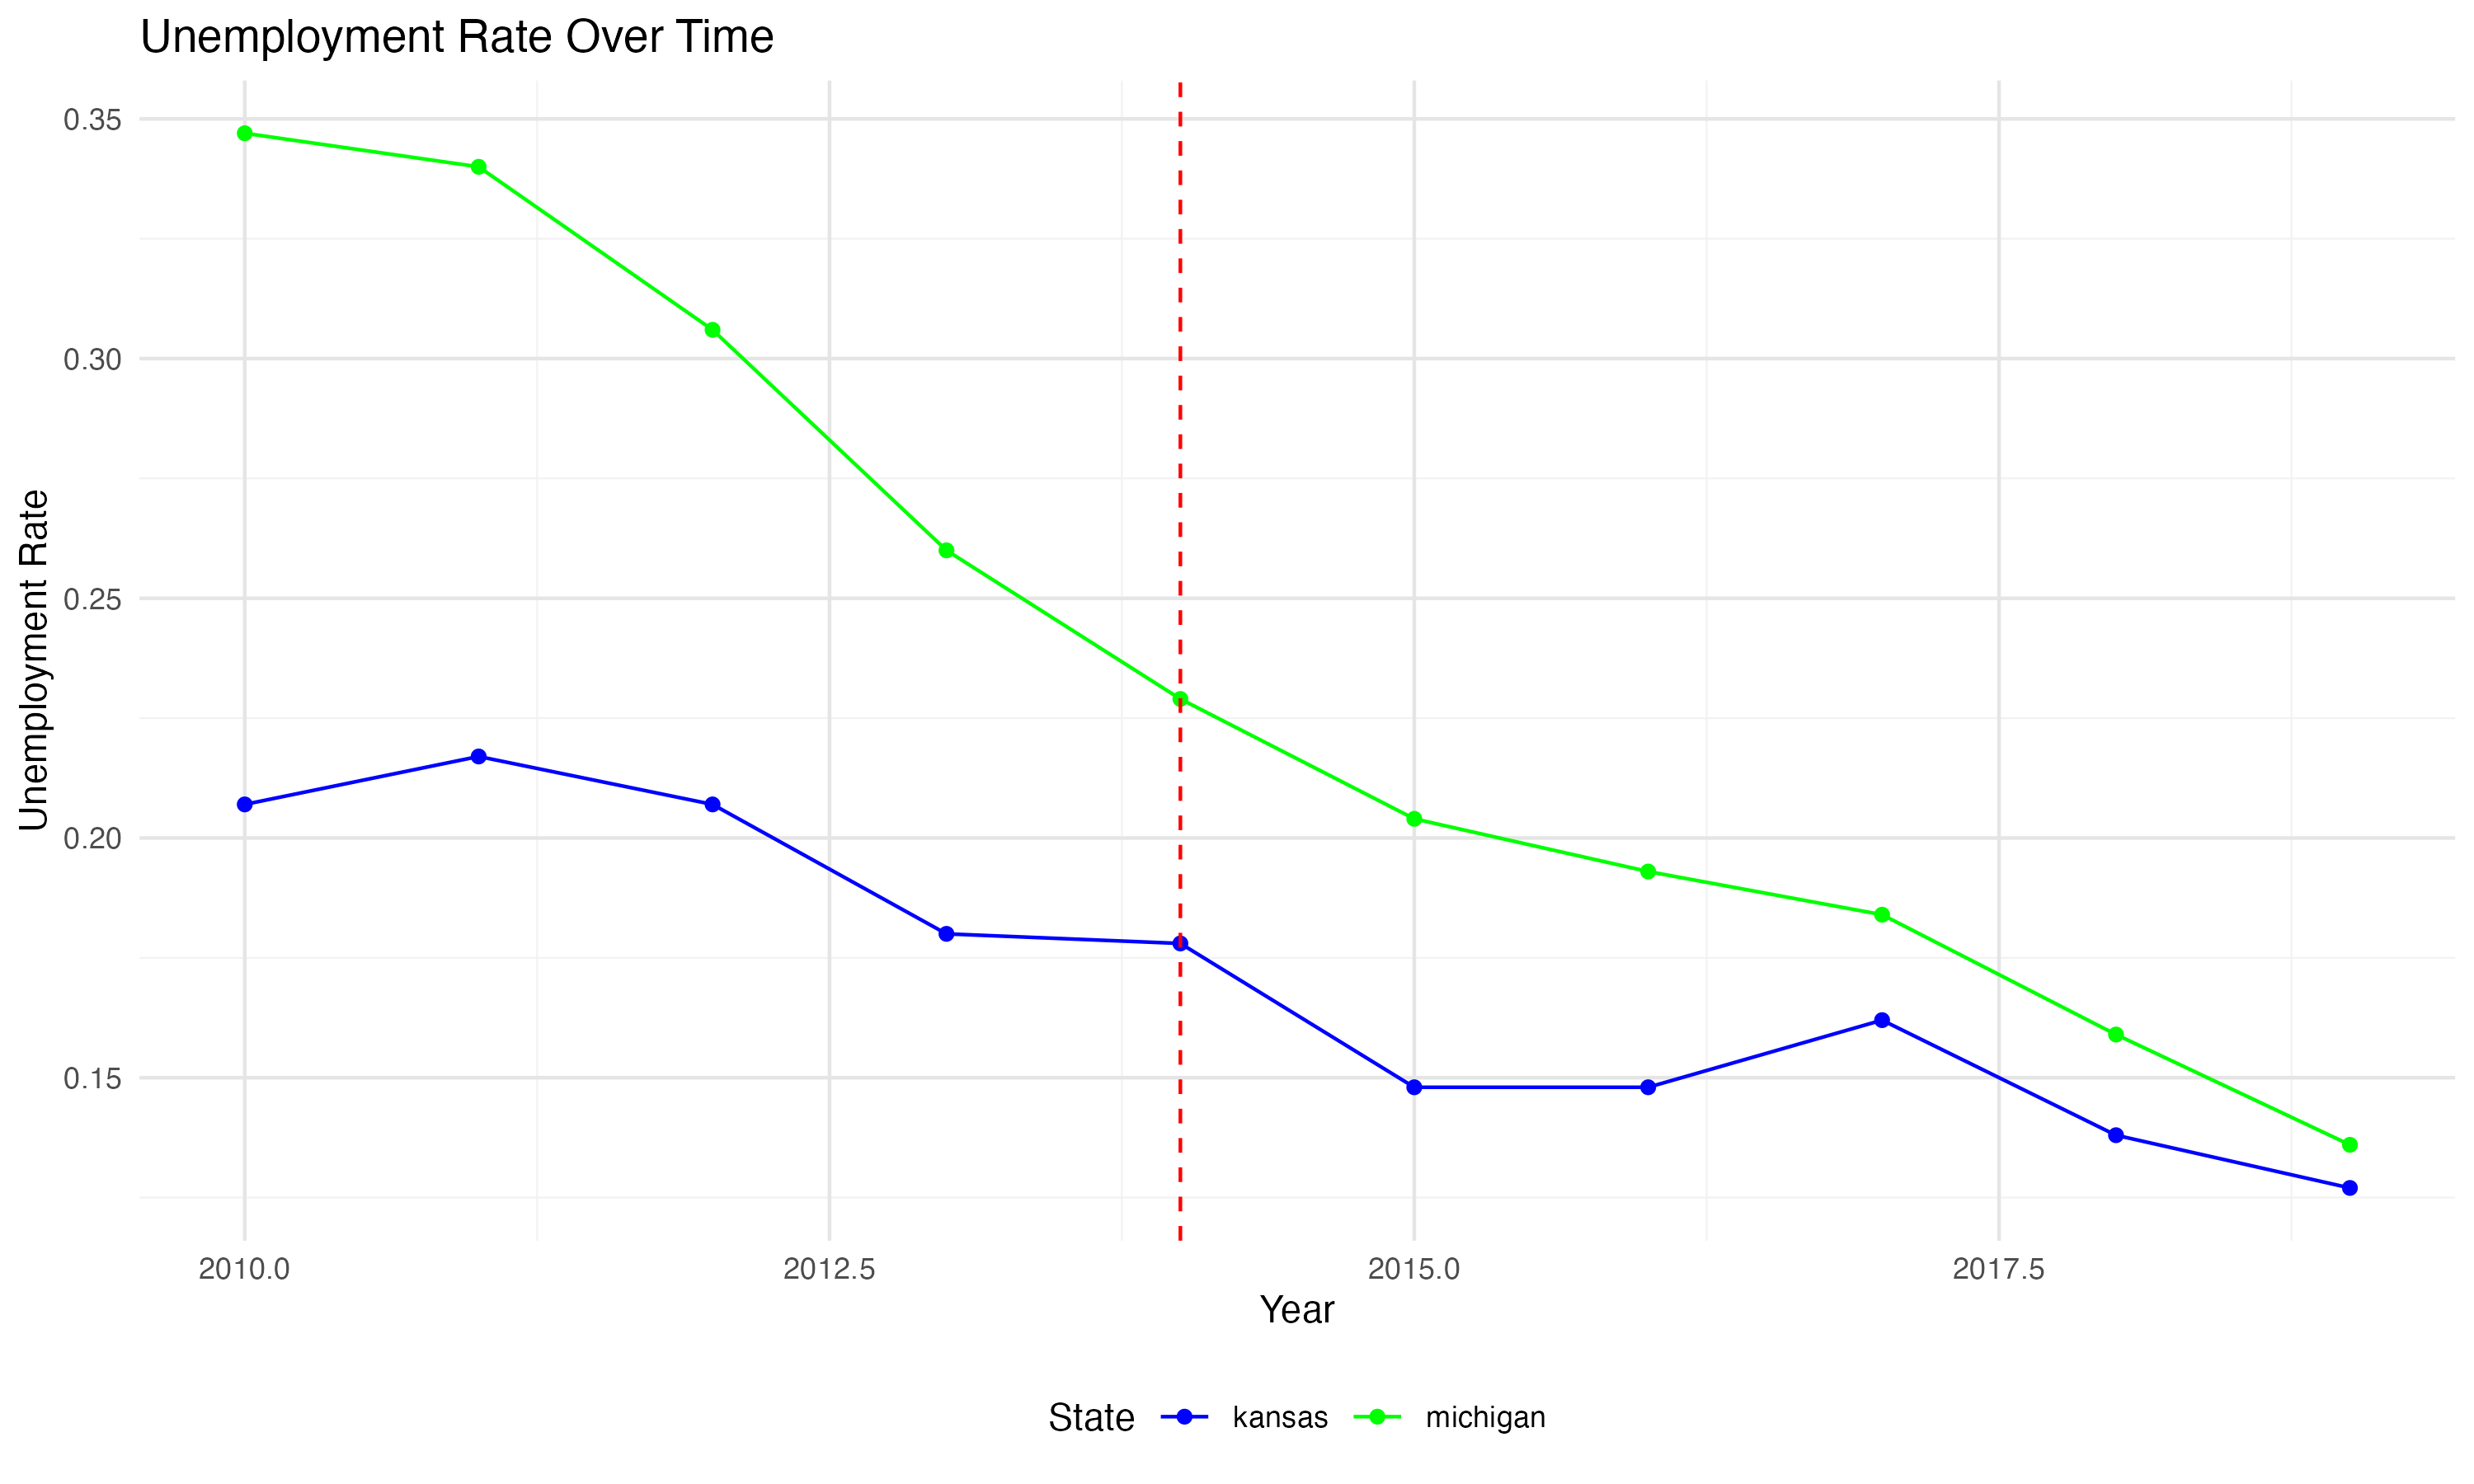 Unemployment Rate Over Time
Unemployment Rate
0.35
0.30
0.25
0.20
0.15
2010.0 2012.5 2015.0 2017.5
Year
State kansas michigan